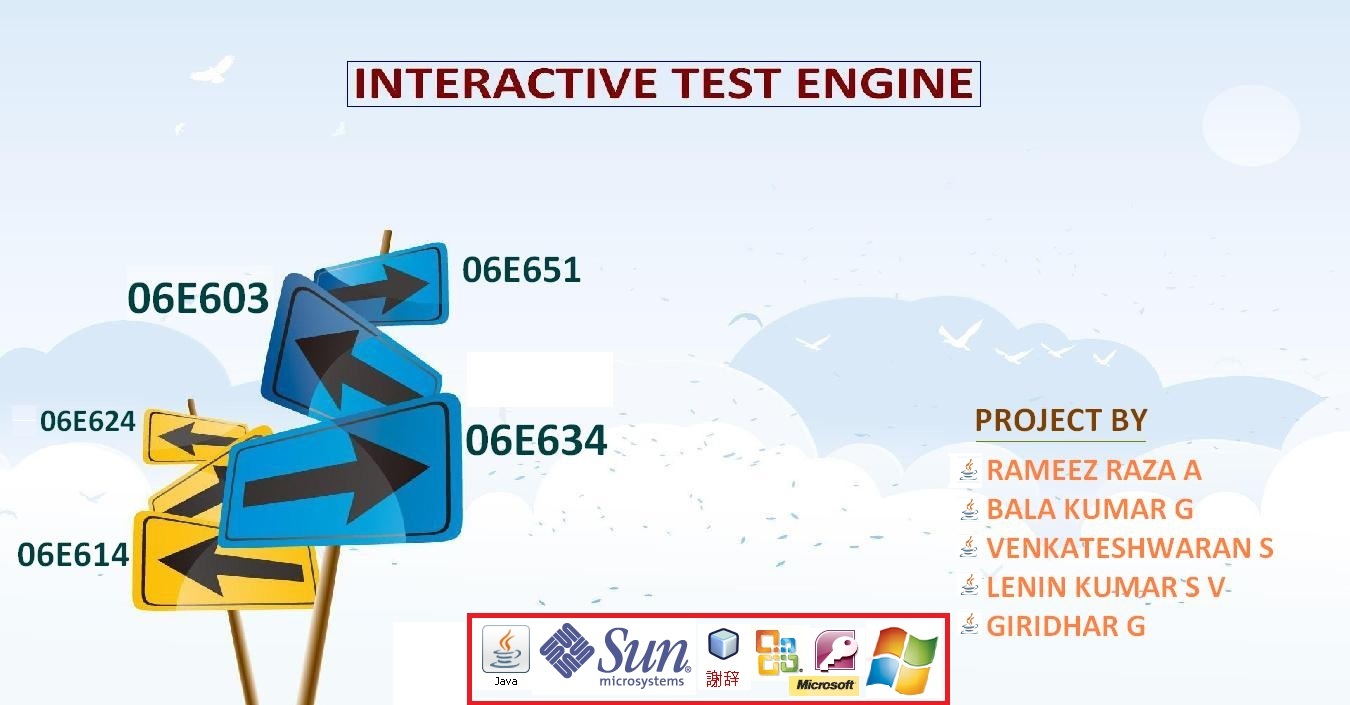 INTERACTIVE TEST ENGINE
06E651
06E603
06E624
06E634
06E614
PROJECT BY
RAMEEZ RAZA A
BALA KUMAR G
VENKATESHWARAN S
LENIN KUMAR S V
GIRIDHAR G
Java
Sun
microsystems
謝辞
Microsoft